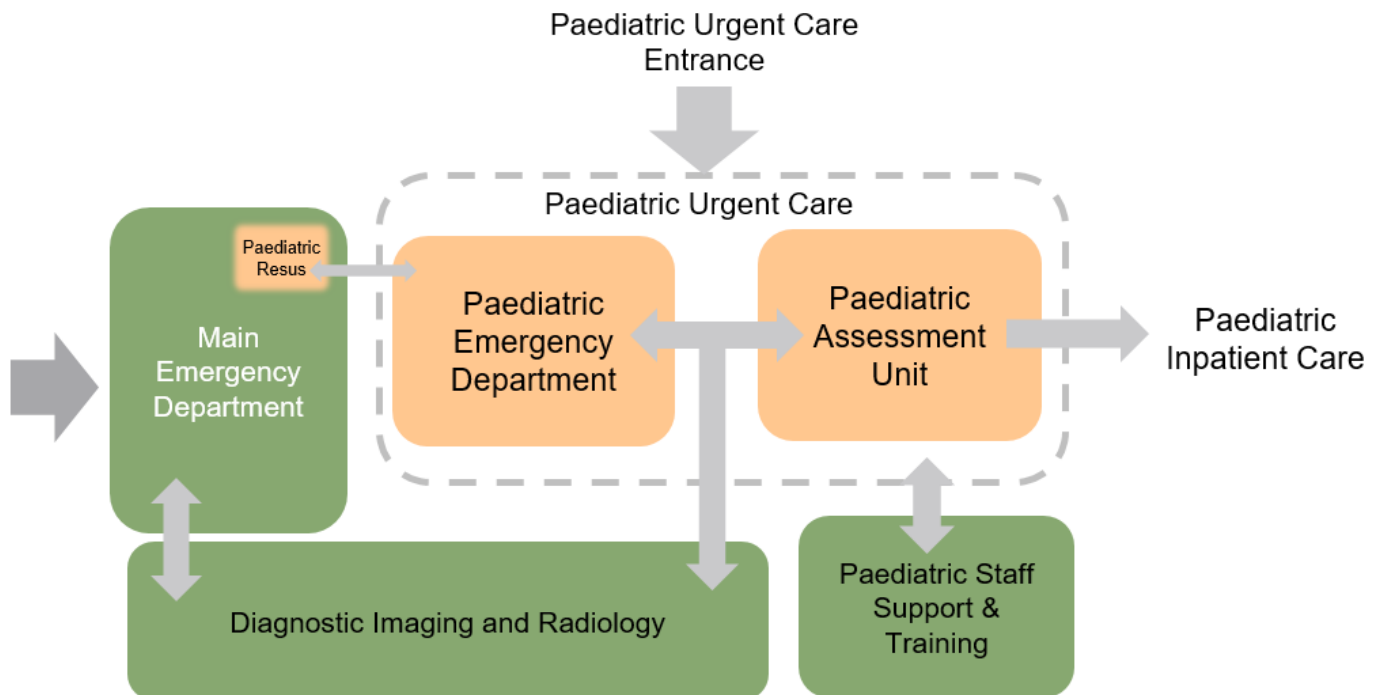 Paediatric Urgent Care
Entrance
Paediatric Urgent Care
Paediatric
Resus
Main
Emergency
Department
Paediatric
Emergency
Department
Paediatric
Assessment
Unit
Paediatric
Inpatient Care
Diagnostic Imaging and Radiology
Paediatric Staff
Support &
Training